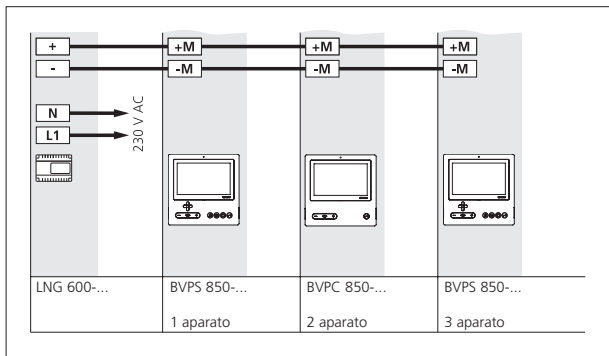 + +M +M +M
- -M -M -M
N
L1
230 V AC
LNG 600-... BVPS 850-... BVPC 850-... BVPS 850-...
1 aparato 2 aparato 3 aparato